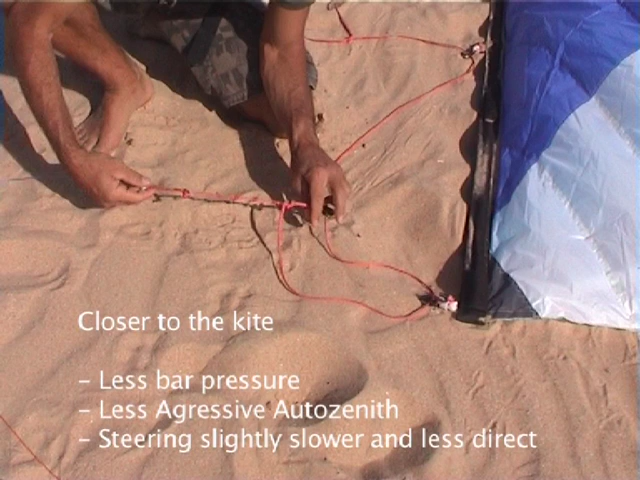 Closer to the kite
- Less bar pressure
- Less Agressive Autozenith
- Steering slightly slower and less direct